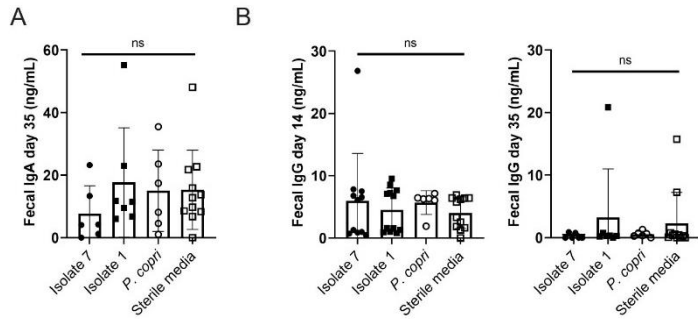 A
Fecal IgA day 35 (ng/mL)
60
40
20
0
ns
Isolate 7
Isolate 1
P. copri
Sterile media
B
Fecal IgG day 14 (ng/mL)
30
20
10
0
ns
Isolate 7
Isolate 1
P. copri
Sterile media
Fecal IgG day 35 (ng/mL)
30
20
10
0
ns
Isolate 7
Isolate 1
P. copri
Sterile media